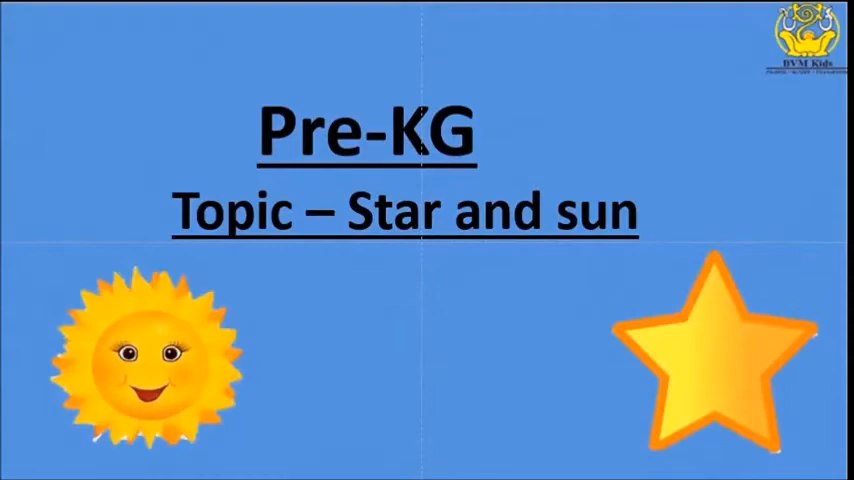 BVM Kids
Pre-KG
Topic – Star and sun